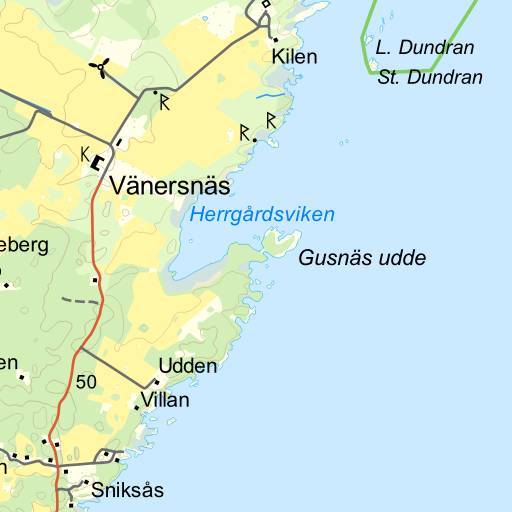 L. Dundran
Kilen
St. Dundran
R
R
R
K
Vänersnäs
Herrgårdsviken
eberg
Gusnäs udde
en
Udden
50
Villan
n
Sniksås